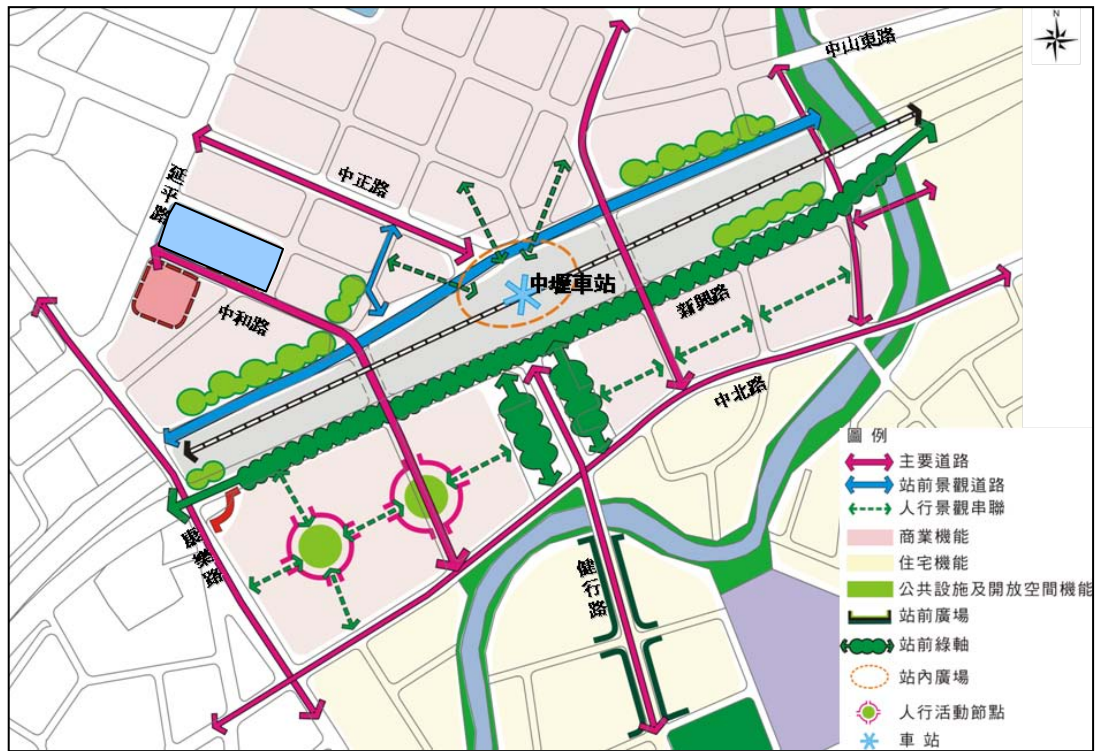 N
中山東路
中正路
延平路
中壢車站
新興路
中和路
中北路
健行路
圖 例
主要道路
站前景觀道路
人行景觀串聯
商業機能
住宅機能
公共設施及開放空間機能
站前廣場
站前綠軸
站內廣場
人行活動節點
車 站